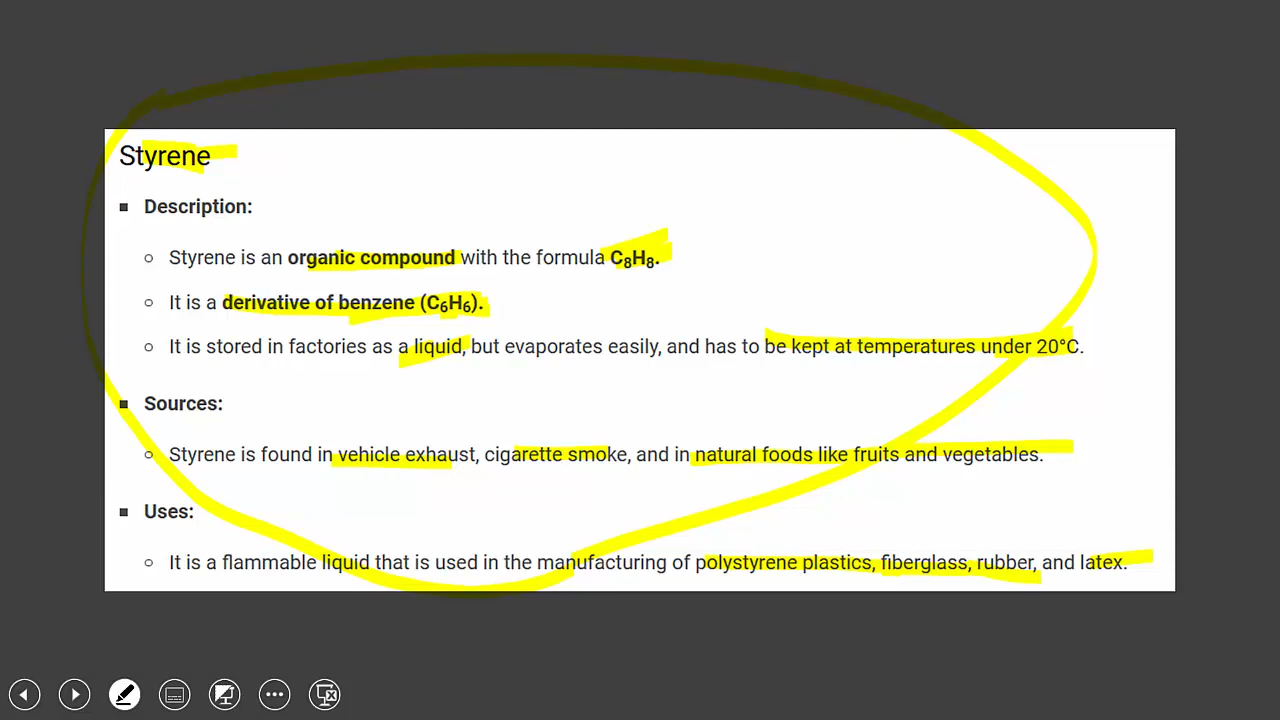 Styrene
▪ Description:
○ Styrene is an organic compound with the formula C₈H₈.
○ It is a derivative of benzene (C₆H₆).
○ It is stored in factories as a liquid, but evaporates easily, and has to be kept at temperatures under 20°C.
▪ Sources:
○ Styrene is found in vehicle exhaust, cigarette smoke, and in natural foods like fruits and vegetables.
▪ Uses:
○ It is a flammable liquid that is used in the manufacturing of polystyrene plastics, fiberglass, rubber, and latex.